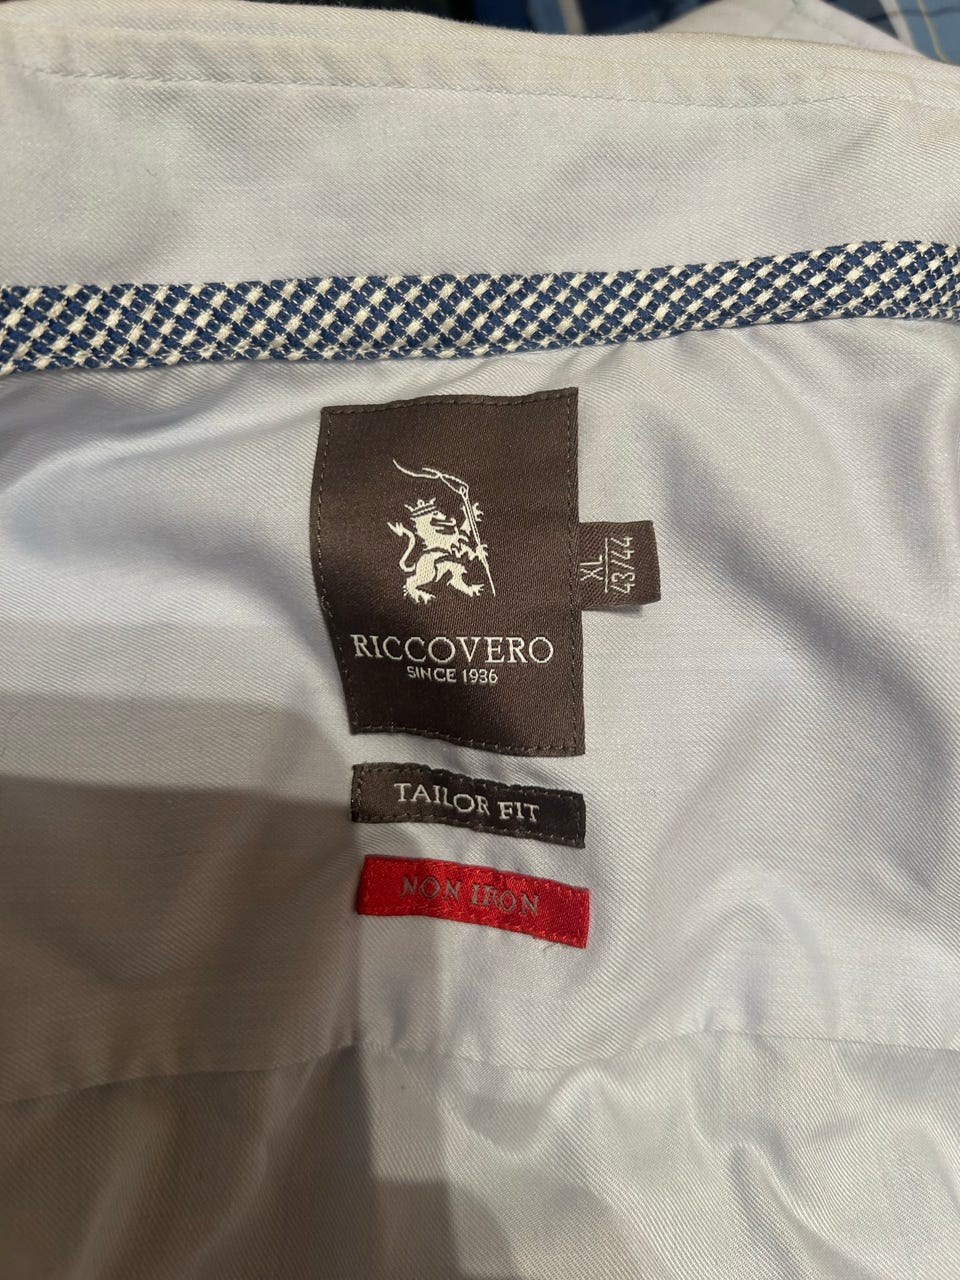 RICCOVERO
SINCE 1936
XL
43/44
TAILOR FIT
NON IRON